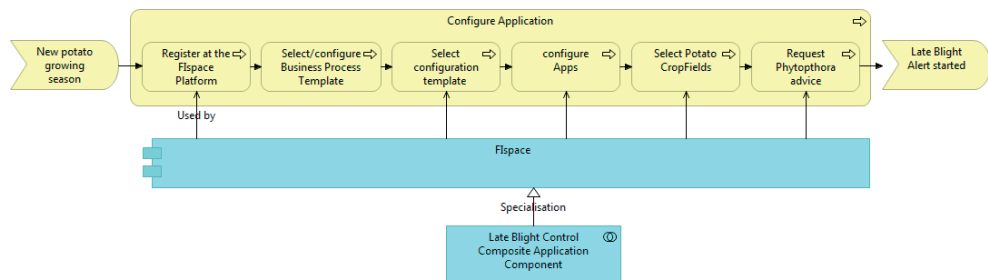 Configure Application
New potato
growing
season
Register at the
FIspace
Platform
Select/configure
Business Process
Template
Select
configuration
template
configure
Apps
Select Potato
CropFields
Request
Phytopthora
advice
Late Blight
Alert started
Used by
FIspace
Specialisation
Late Blight Control
Composite Application
Component